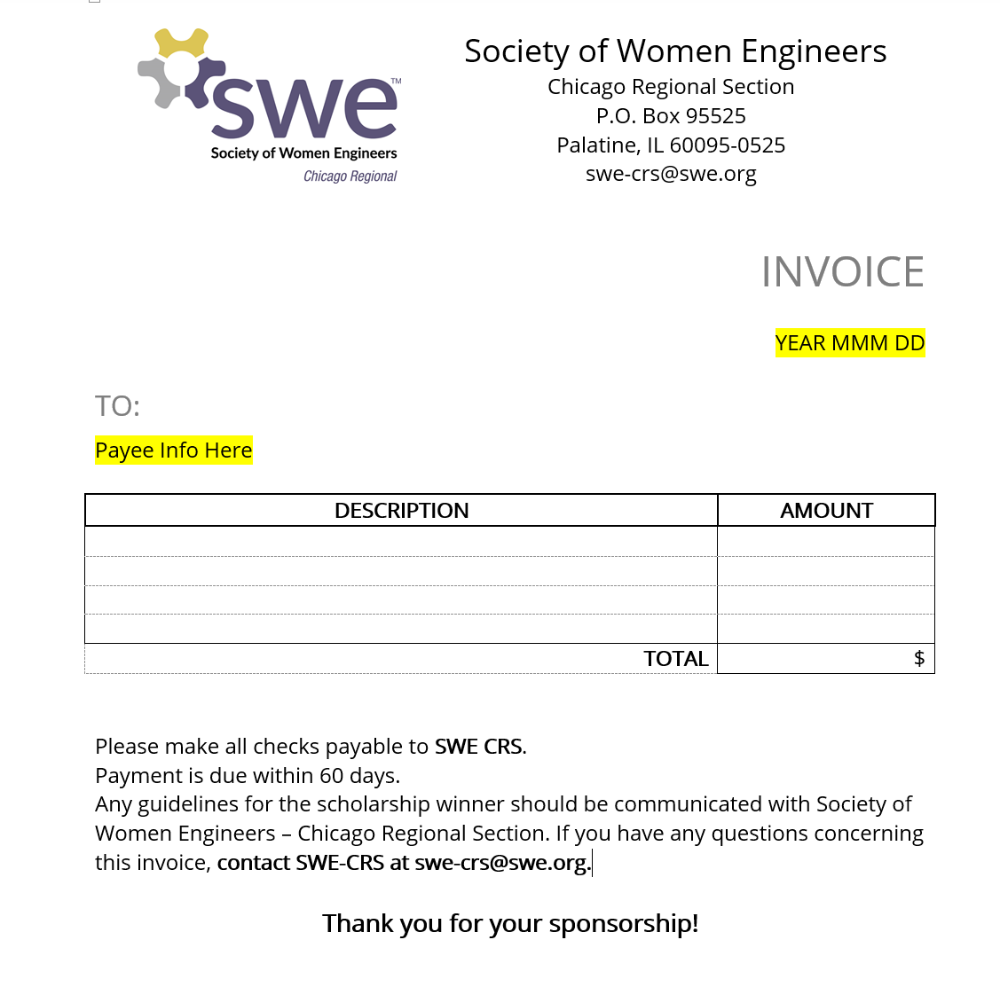 swe™
Society of Women Engineers
Chicago Regional
Society of Women Engineers
Chicago Regional Section
P.O. Box 95525
Palatine, IL 60095-0525
swe-crs@swe.org
INVOICE
YEAR MMM DD
TO:
Payee Info Here
DESCRIPTION AMOUNT
TOTAL $
Please make all checks payable to SWE CRS.
Payment is due within 60 days.
Any guidelines for the scholarship winner should be communicated with Society of
Women Engineers – Chicago Regional Section. If you have any questions concerning
this invoice, contact SWE-CRS at swe-crs@swe.org.
Thank you for your sponsorship!